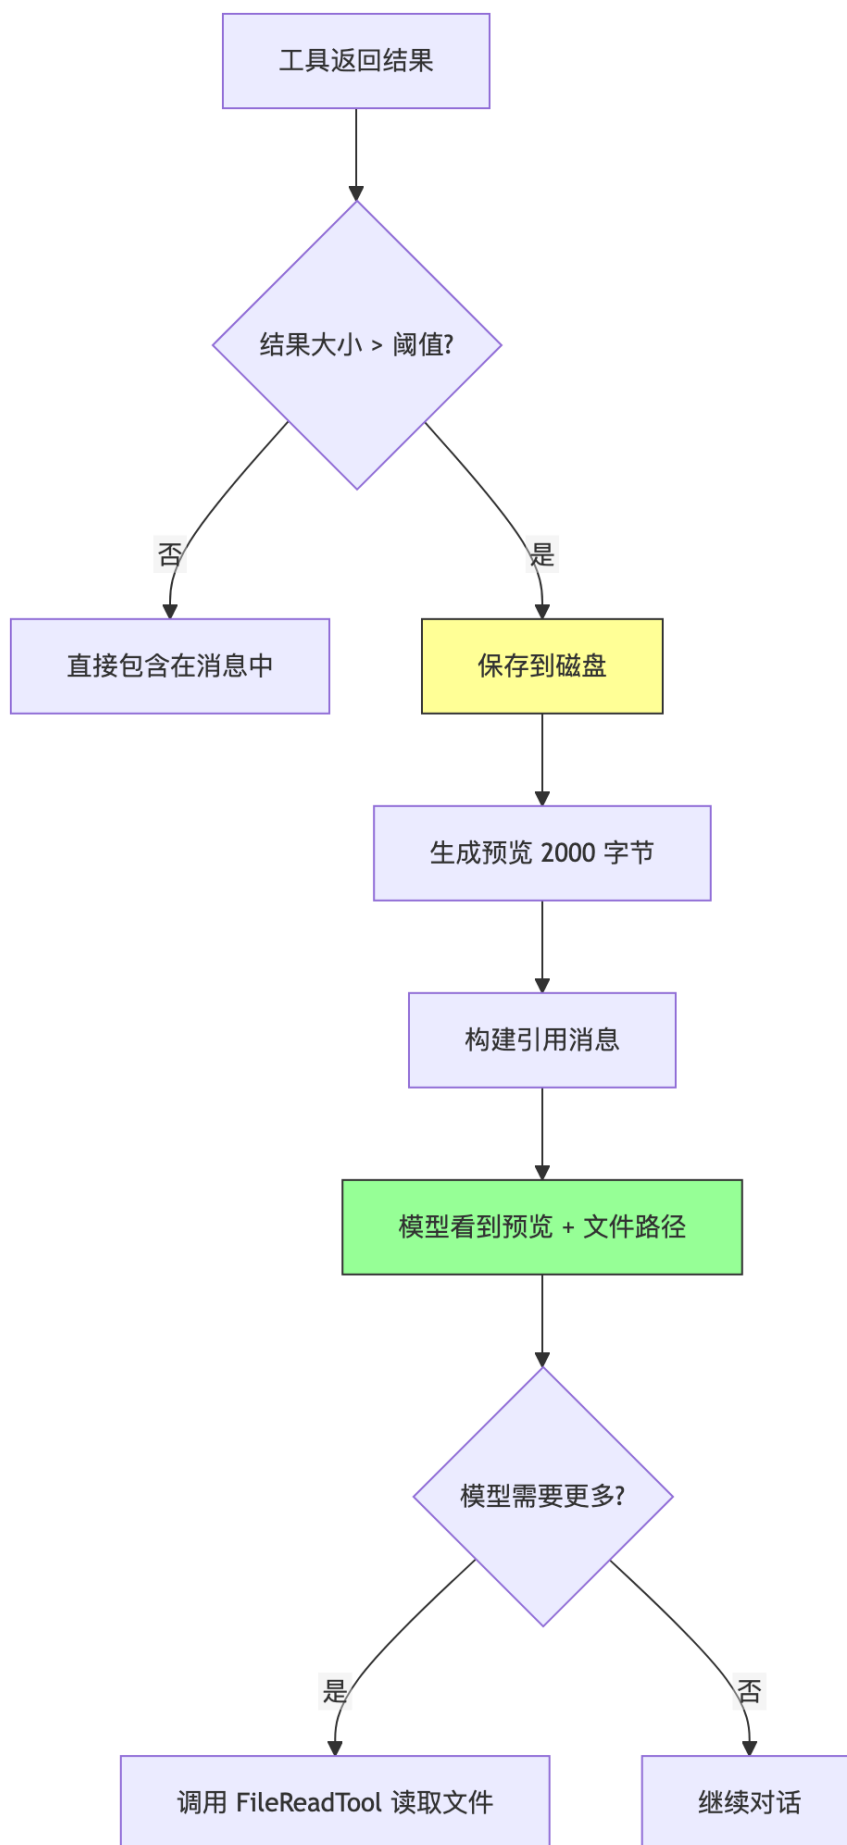 工具返回结果
结果大小 > 阈值?
否
是
直接包含在消息中
保存到磁盘
生成预览 2000 字节
构建引用消息
模型看到预览 + 文件路径
模型需要更多?
是
否
调用 FileReadTool 读取文件
继续对话